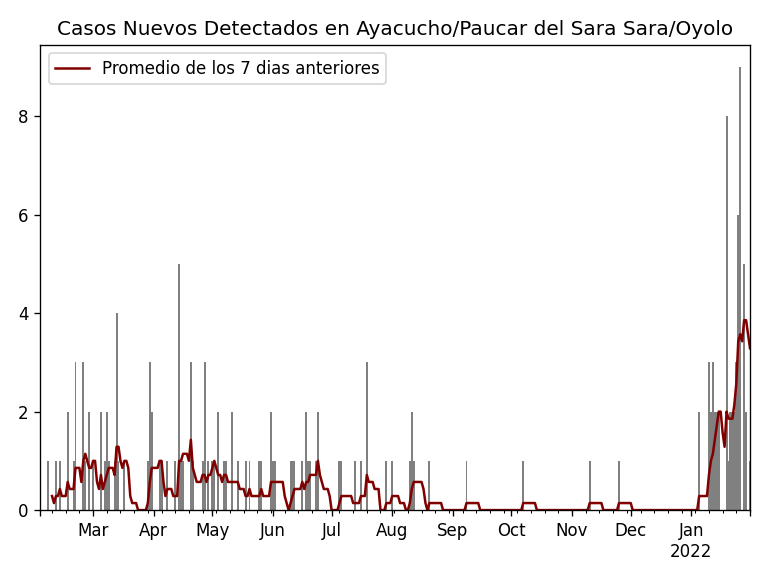 Casos Nuevos Detectados en Ayacucho/Paucar del Sara Sara/Oyolo
Promedio de los 7 dias anteriores
8
6
4
2
0
Mar Apr May Jun Jul Aug Sep Oct Nov Dec Jan
2022